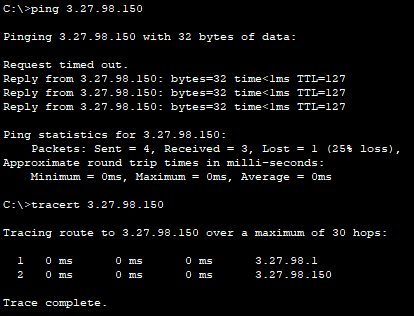 C:\>ping 3.27.98.150
Pinging 3.27.98.150 with 32 bytes of data:
Request timed out.
Reply from 3.27.98.150: bytes=32 time<1ms TTL=127
Reply from 3.27.98.150: bytes=32 time<1ms TTL=127
Reply from 3.27.98.150: bytes=32 time<1ms TTL=127
Ping statistics for 3.27.98.150:
    Packets: Sent = 4, Received = 3, Lost = 1 (25% loss),
Approximate round trip times in milli-seconds:
    Minimum = 0ms, Maximum = 0ms, Average = 0ms
C:\>tracert 3.27.98.150
Tracing route to 3.27.98.150 over a maximum of 30 hops:
  1   0 ms      0 ms      0 ms      3.27.98.1
  2   0 ms      0 ms      0 ms      3.27.98.150
Trace complete.